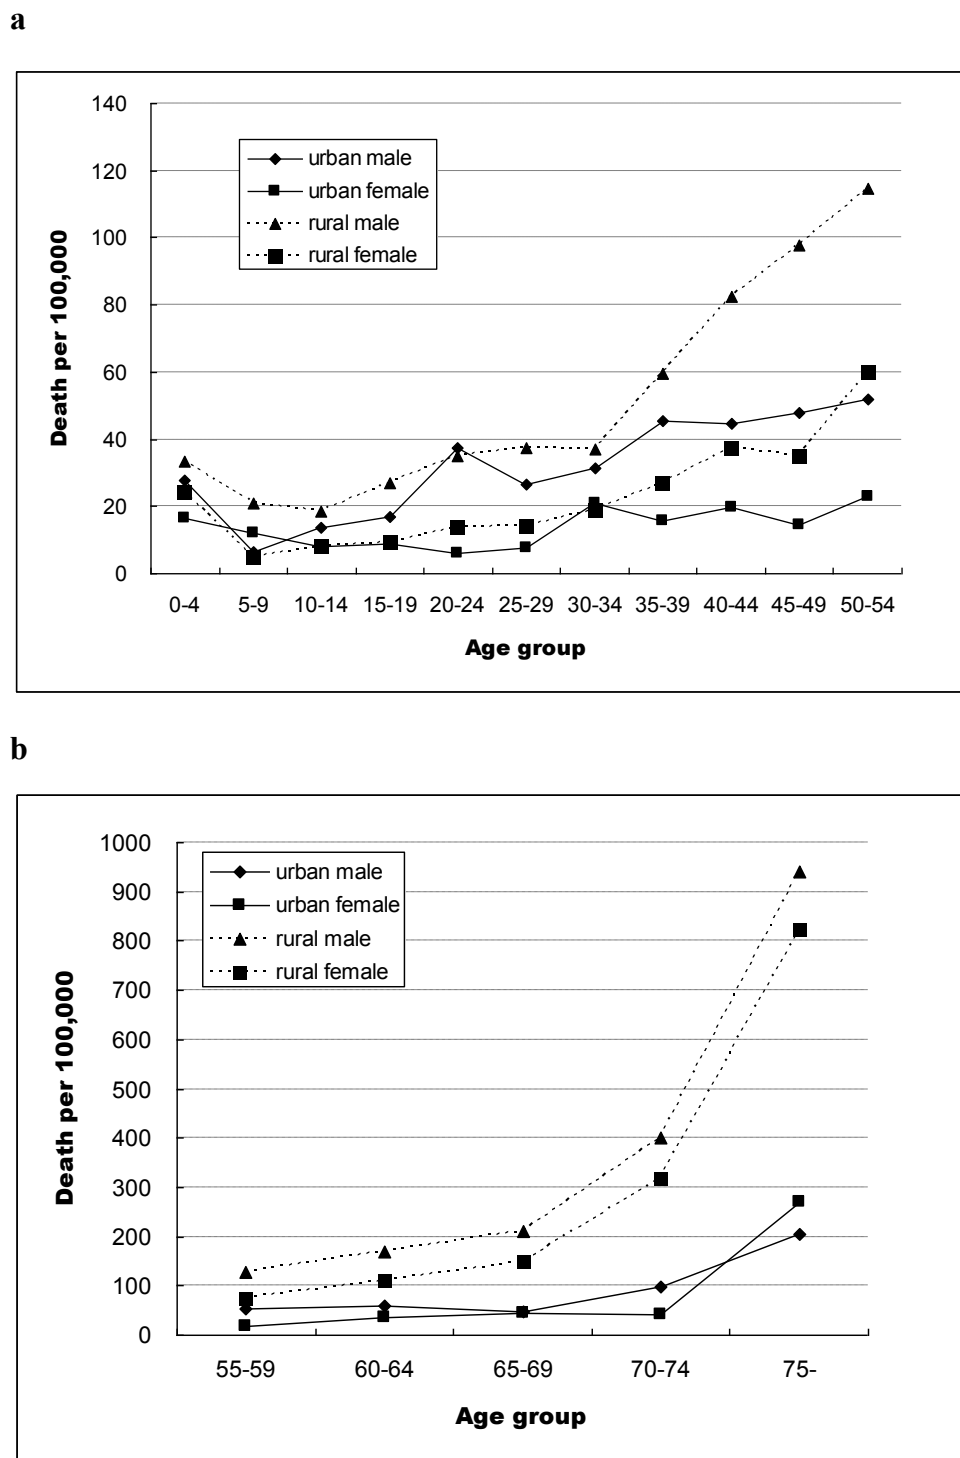 a
140
120
100
80
60
40
20
0
urban male
urban female
rural male
rural female
Death per 100,000
0-4 5-9 10-14 15-19 20-24 25-29 30-34 35-39 40-44 45-49 50-54
Age group
b
1000
900
800
700
600
500
400
300
200
100
0
urban male
urban female
rural male
rural female
Death per 100,000
55-59 60-64 65-69 70-74 75-
Age group